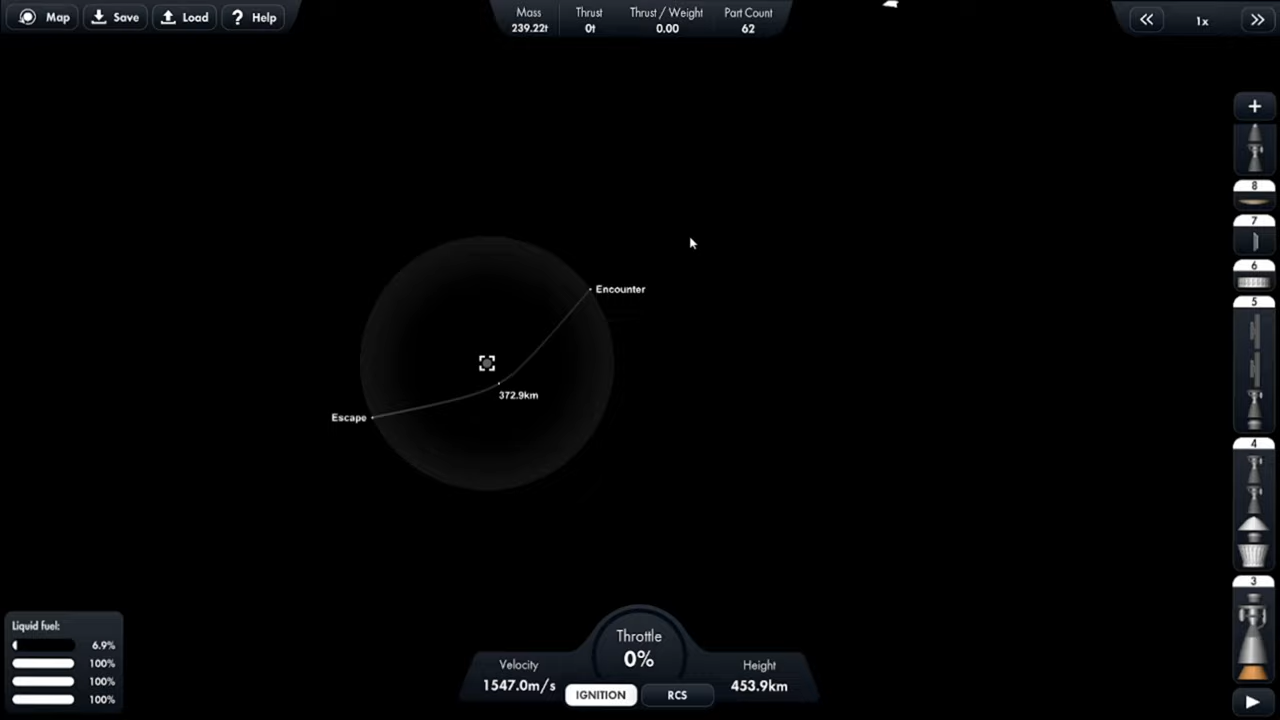 Map Save Load ? Help
Mass Thrust Thrust / Weight Part Count
239.22t 0t 0.00 62
1x
8
7
6
5
4
3
Encounter
372.9km
Escape
Liquid fuel:
6.9%
100%
100%
100%
Throttle
0%
Velocity
1547.0m/s
IGNITION RCS
Height
453.9km